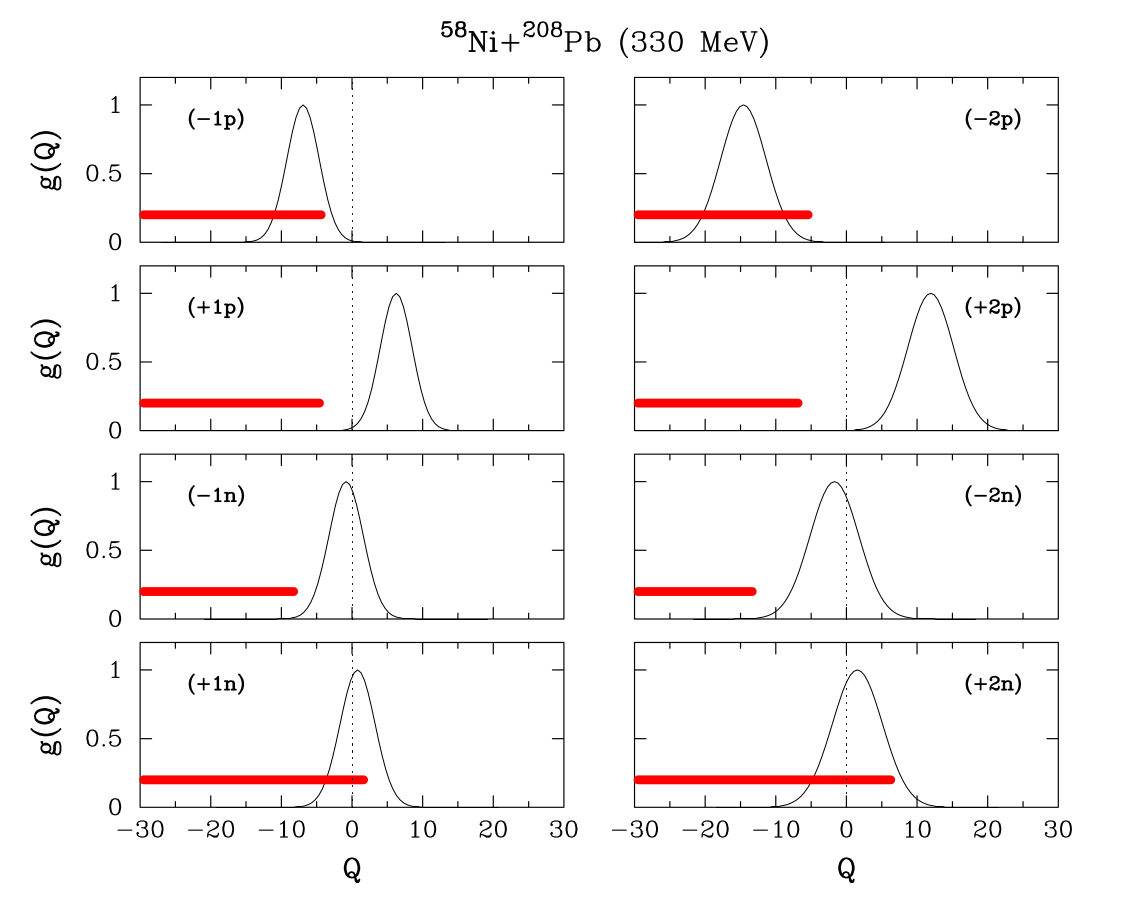 ⁵⁸Ni+²⁰⁸Pb (330 MeV)
(−1p) (−2p)
1
g(Q)
0.5
0
(+1p) (+2p)
1
g(Q)
0.5
0
(−1n) (−2n)
1
g(Q)
0.5
0
(+1n) (+2n)
1
g(Q)
0.5
0
−30 −20 −10 0 10 20 30 −30 −20 −10 0 10 20 30
Q Q